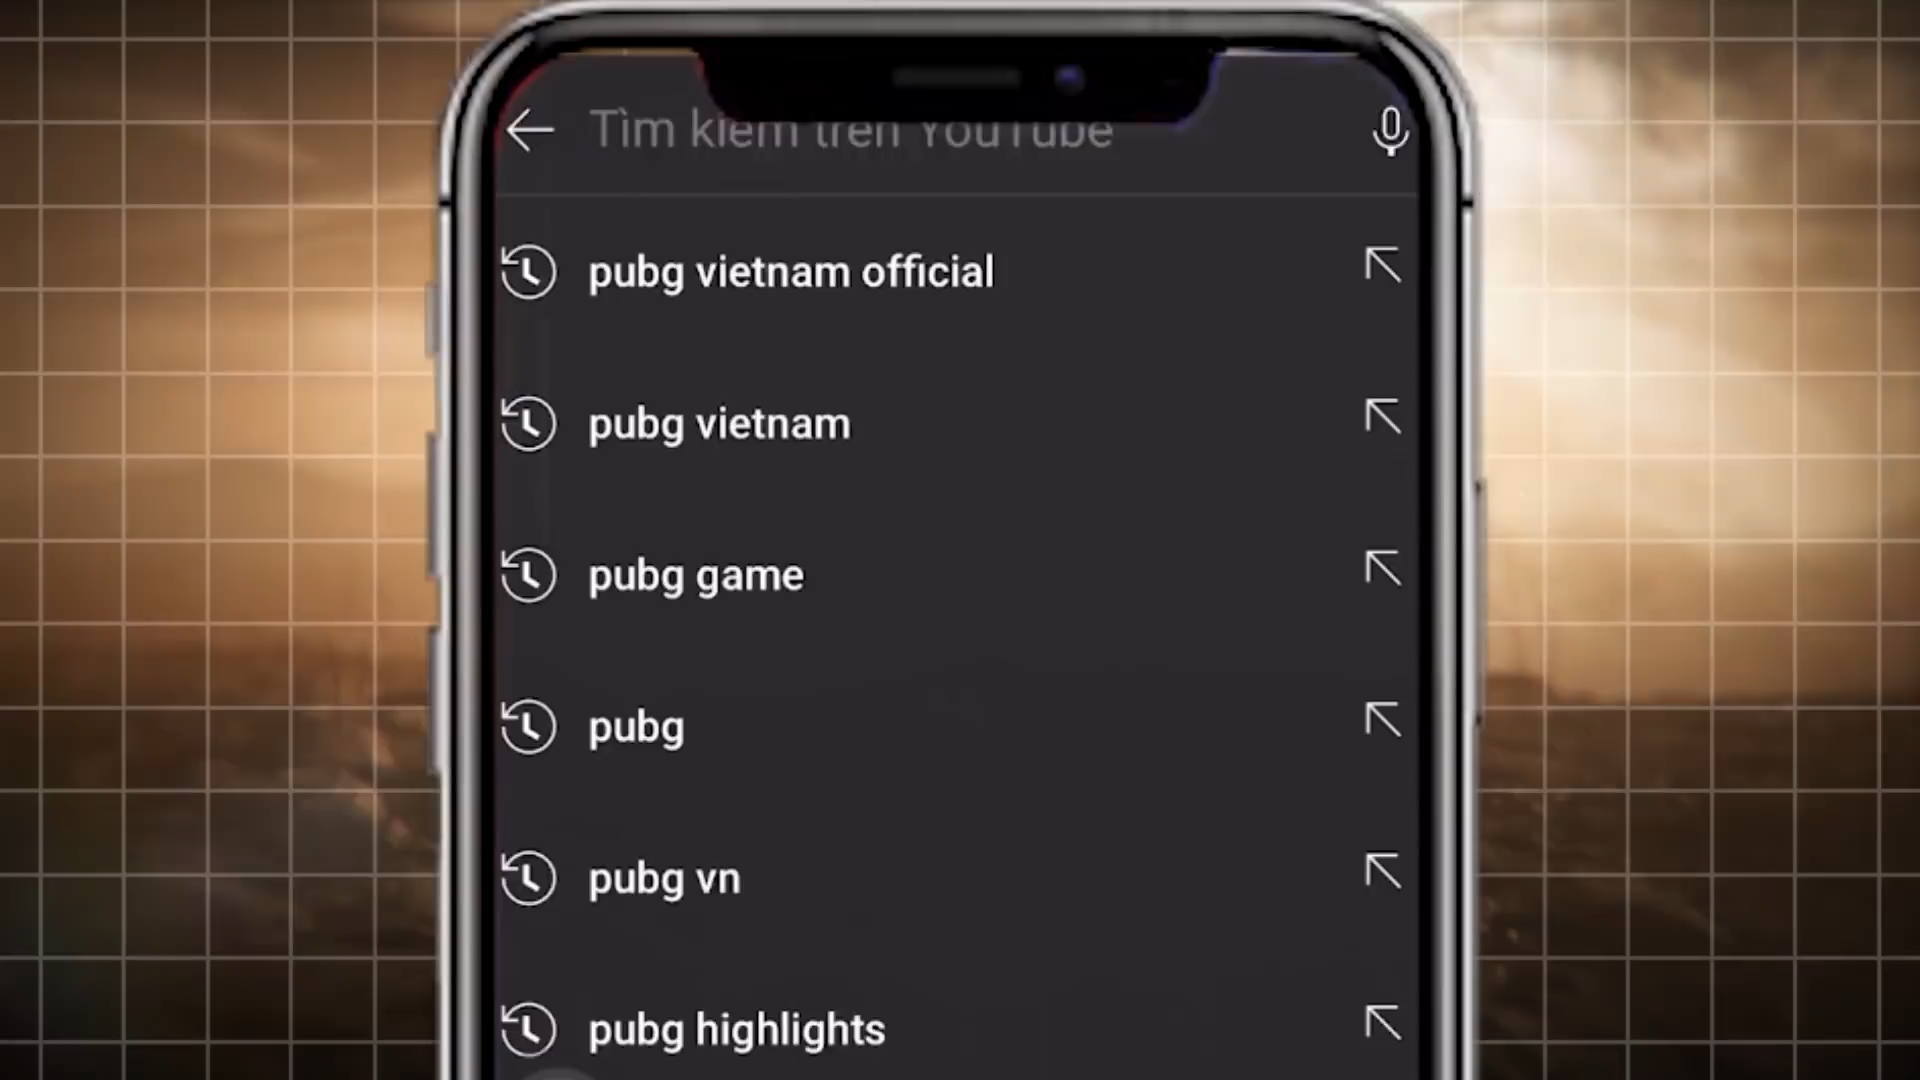 Tìm kiếm trên YouTube
pubg vietnam official
pubg vietnam
pubg game
pubg
pubg vn
pubg highlights